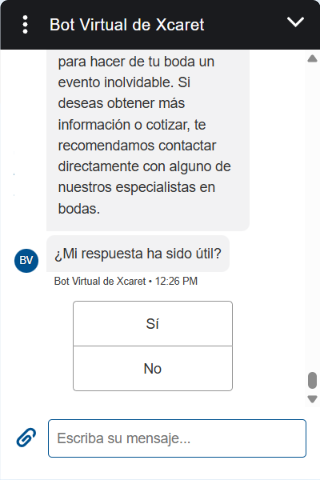 Bot Virtual de Xcaret
para hacer de tu boda un
evento inolvidable. Si
deseas obtener más
información o cotizar, te
recomendamos contactar
directamente con alguno de
nuestros especialistas en
bodas.
¿Mi respuesta ha sido útil?
BV
Bot Virtual de Xcaret • 12:26 PM
Sí
No
Escriba su mensaje...